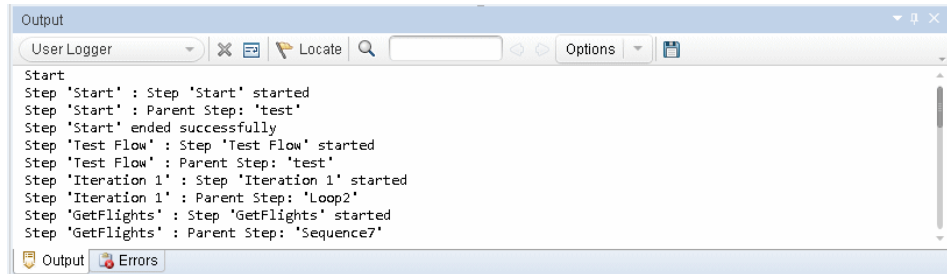 Output
User Logger Locate Options
Start
Step 'Start' : Step 'Start' started
Step 'Start' : Parent Step: 'test'
Step 'Start' ended successfully
Step 'Test Flow' : Step 'Test Flow' started
Step 'Test Flow' : Parent Step: 'test'
Step 'Iteration 1' : Step 'Iteration 1' started
Step 'Iteration 1' : Parent Step: 'Loop2'
Step 'GetFlights' : Step 'GetFlights' started
Step 'GetFlights' : Parent Step: 'Sequence7'
Output Errors